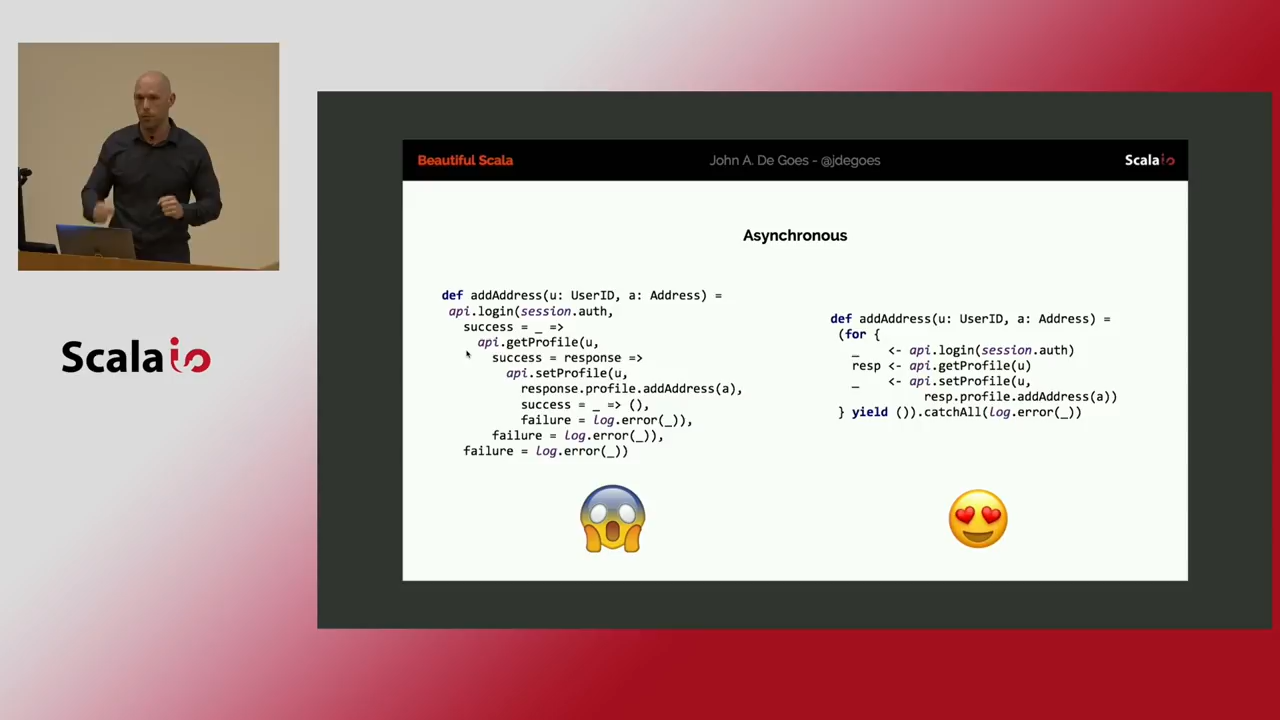 Beautiful Scala
John A. De Goes - @jdegoes
Scala io
Asynchronous
def addAddress(u: UserID, a: Address) =
api.login(session.auth,
success = _ =>
api.getProfile(u,
success = response =>
api.setProfile(u,
response.profile.addAddress(a),
success = _ => (),
failure = log.error(_)),
failure = log.error(_)),
failure = log.error(_))
def addAddress(u: UserID, a: Address) =
(for {
_ <- api.login(session.auth)
resp <- api.getProfile(u)
_ <- api.setProfile(u,
resp.profile.addAddress(a))
} yield ()).catchAll(log.error(_))
Scala io